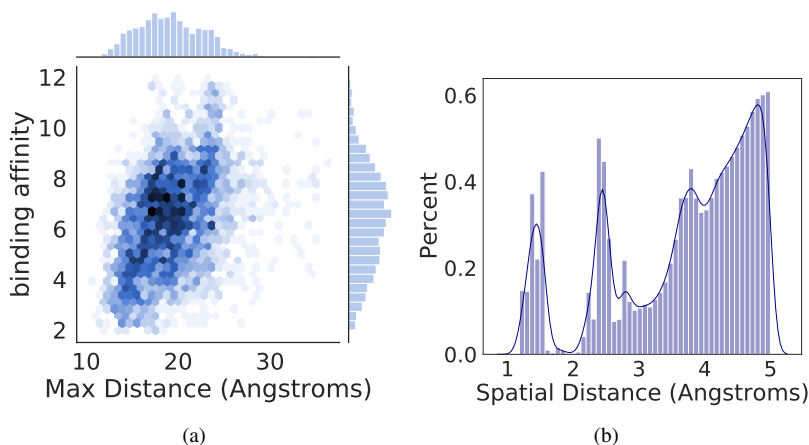 12
10
8
6
4
2
binding affinity
10 20 30
Max Distance (Angstroms)
(a)
0.6
0.4
0.2
0.0
Percent
1 2 3 4 5
Spatial Distance (Angstroms)
(b)